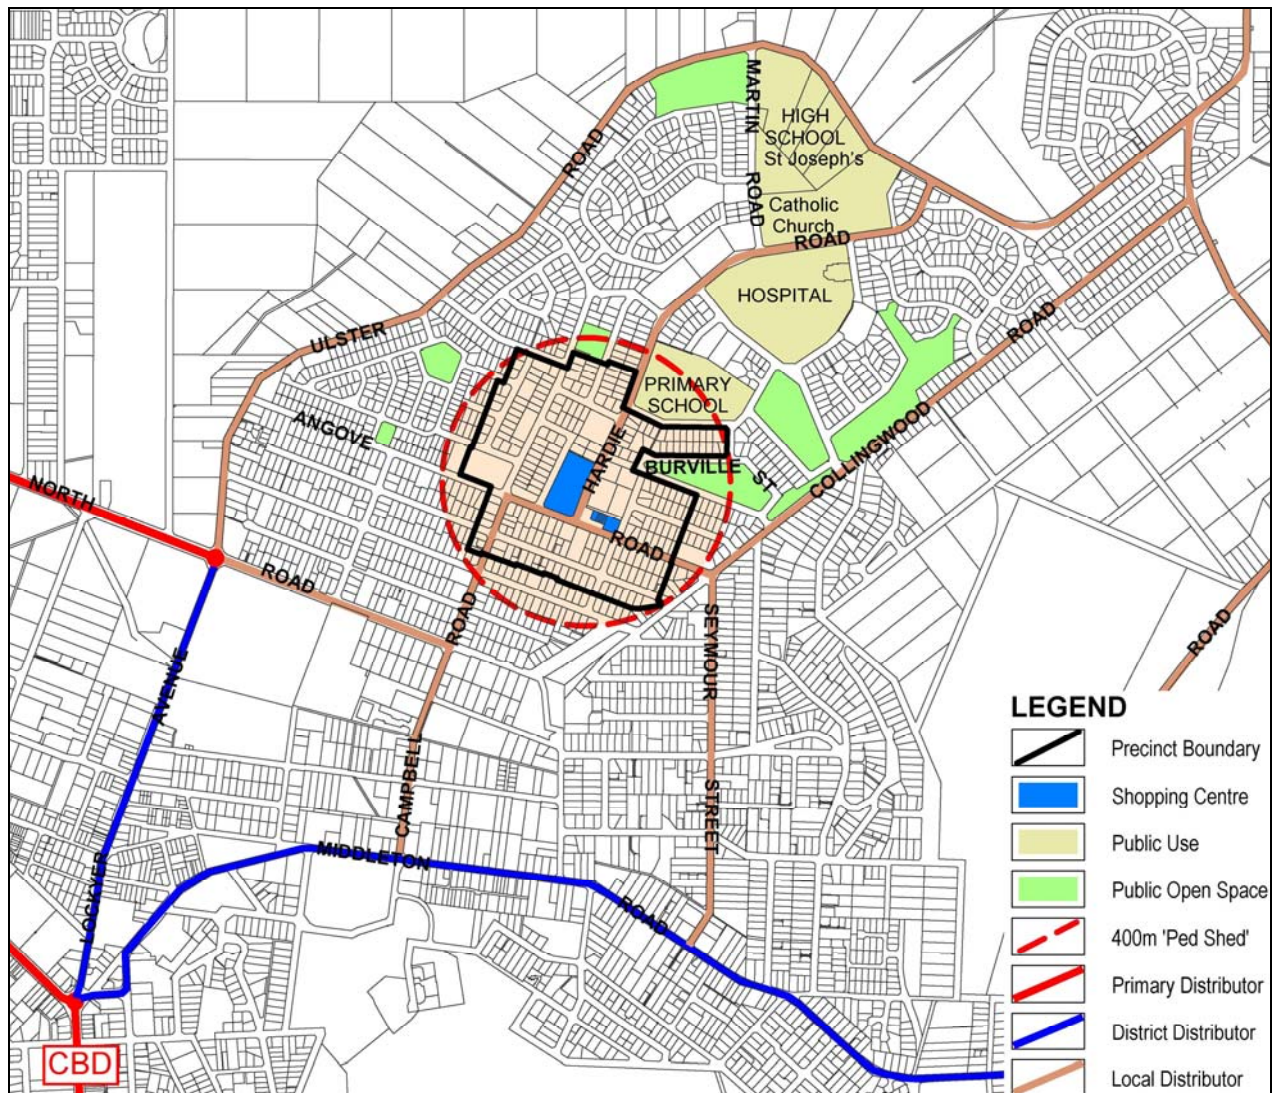 MARTIN
ROAD
HIGH
SCHOOL
St Joseph's
Catholic
Church
ROAD
ROAD
HOSPITAL
ULSTER
ROAD
PRIMARY
SCHOOL
ANGOVE
HARDIE
BURVILLE
ST
COLLINGWOOD
NORTH
ROAD
ROAD
ROAD
SEYMOUR
STREET
ROAD
AVENUE
LOCKYER
CAMPBELL
MIDDLETON
ROAD
CBD
LEGEND
Precinct Boundary
Shopping Centre
Public Use
Public Open Space
400m 'Ped Shed'
Primary Distributor
District Distributor
Local Distributor